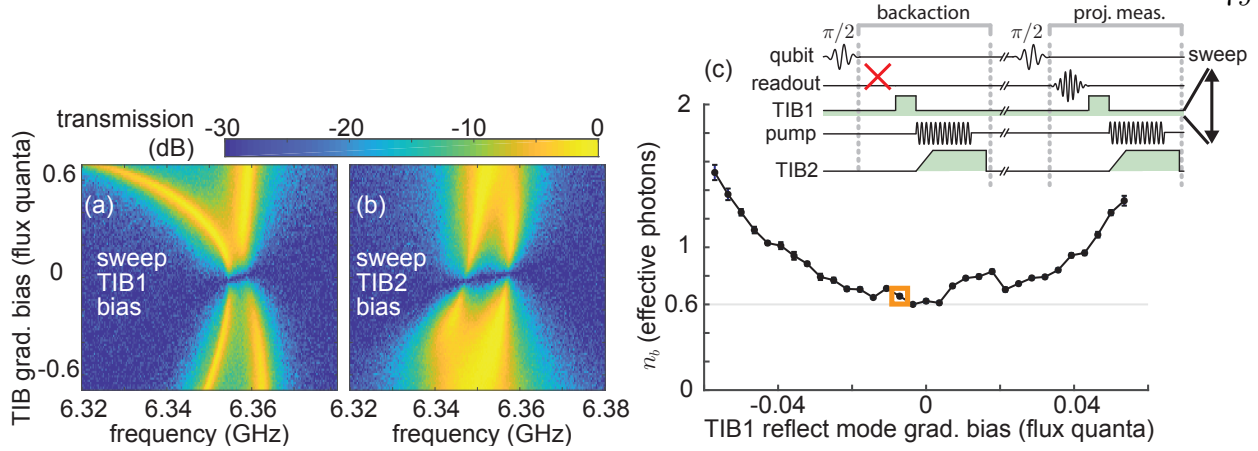 transmission
(dB)
-30
-20
-10
0
TIB grad. bias (flux quanta)
0.6
0
-0.6
(a)
sweep
TIB1
bias
(b)
sweep
TIB2
bias
6.32
6.34
6.36
6.32
6.34
6.36
6.38
frequency (GHz)
frequency (GHz)
(c)
backaction
proj. meas.
π/2
π/2
qubit
readout
TIB1
pump
TIB2
sweep
n_b (effective photons)
2
1
0.6
0
-0.04
0
0.04
TIB1 reflect mode grad. bias (flux quanta)